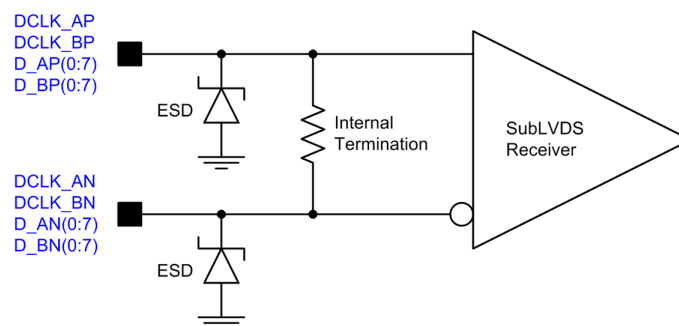 DCLK_AP
DCLK_BP
D_AP(0:7)
D_BP(0:7)
ESD
Internal
Termination
SubLVDS
Receiver
DCLK_AN
DCLK_BN
D_AN(0:7)
D_BN(0:7)
ESD